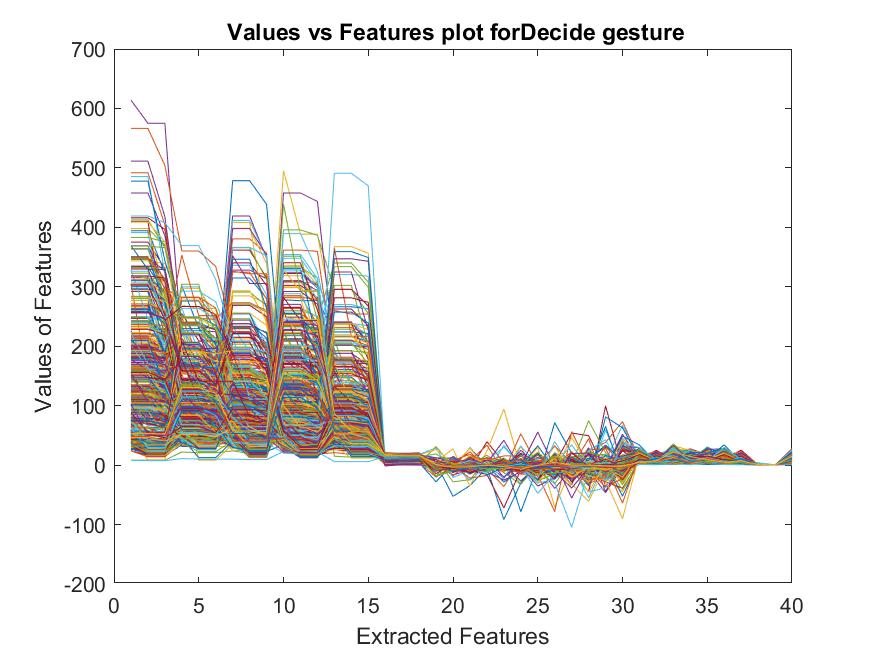 Values vs Features plot forDecide gesture
700
600
500
400
300
200
100
0
-100
-200
Values of Features
0 5 10 15 20 25 30 35 40
Extracted Features